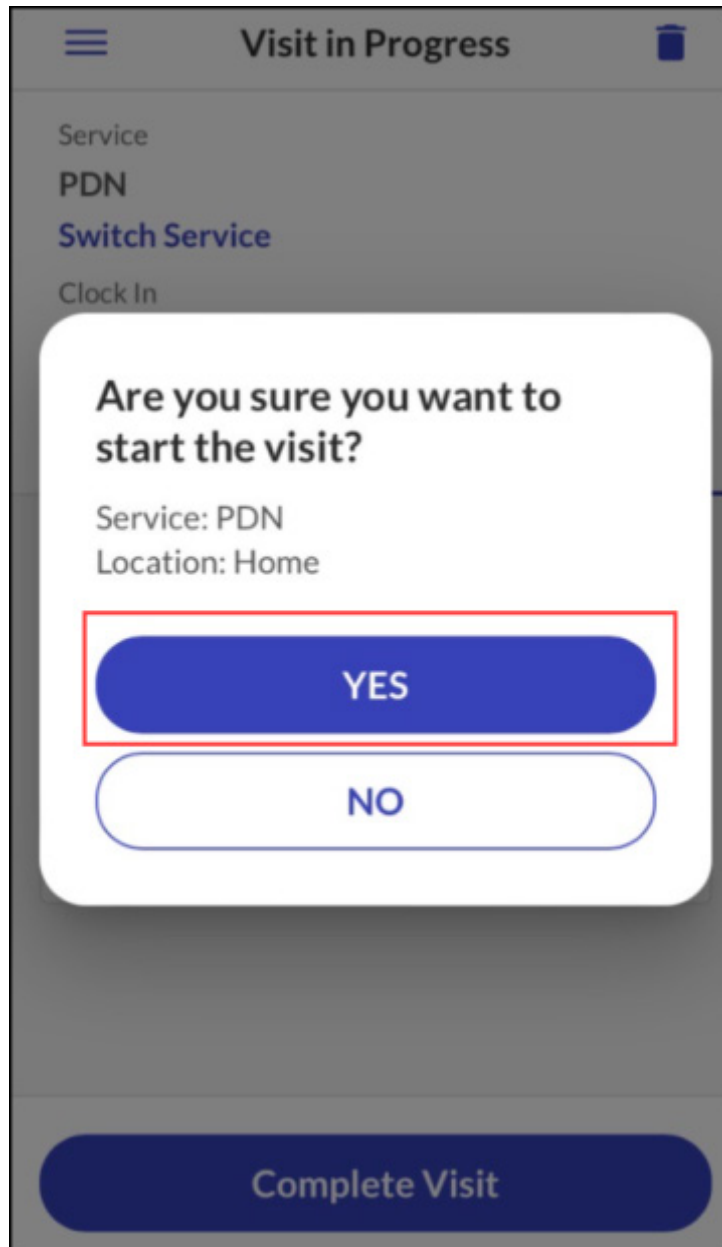 Visit in Progress
Service
PDN
Switch Service
Clock In
Are you sure you want to
start the visit?
Service: PDN
Location: Home
YES
NO
Complete Visit